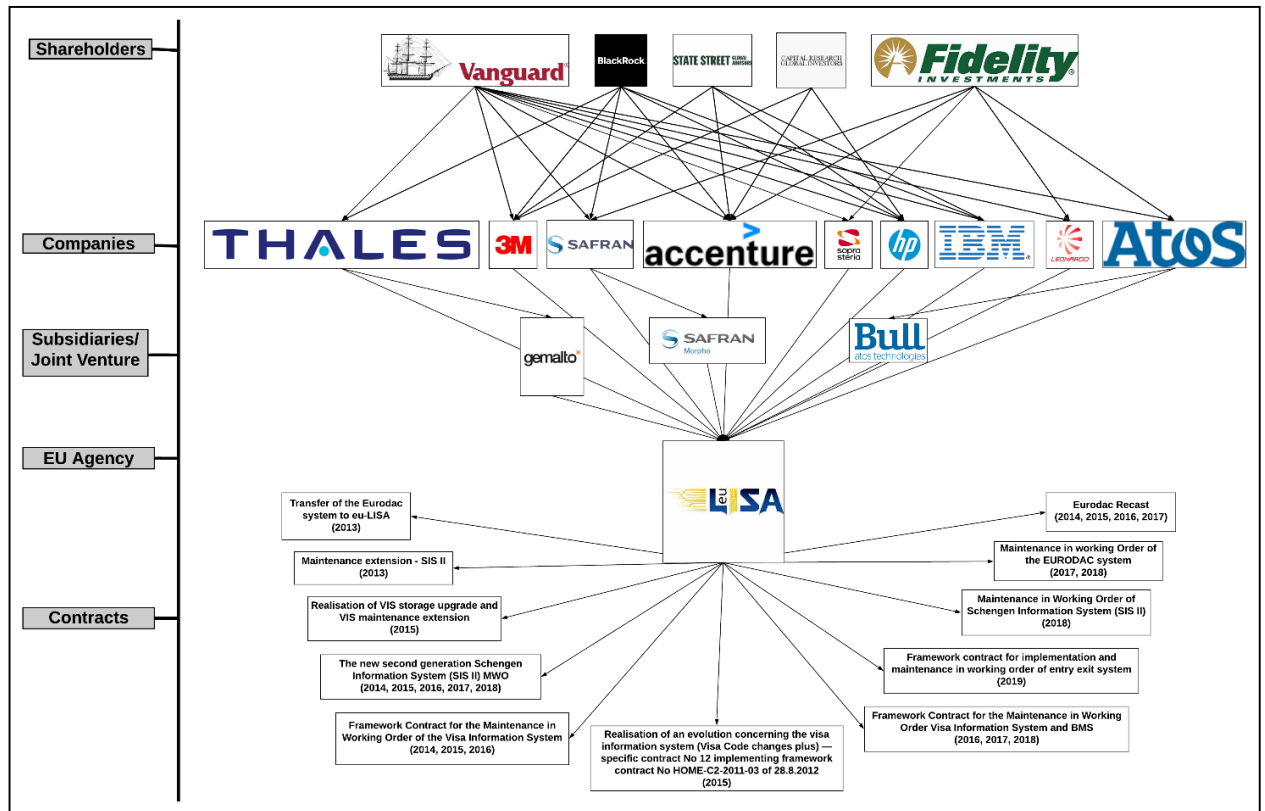 Shareholders
Vanguard®
BlackRock.
STATE STREET GLOBAL ADVISORS
CAPITAL RESEARCH
GLOBAL INVESTORS
Fidelity®
INVESTMENTS
Companies
THALES
3M
SAFRAN
accenture
sopra
steria
hp
IBM®
LEONARDO
Atos
Subsidiaries/
Joint Venture
gemalto
SAFRAN
Morpho
Bull
atos technologies
EU Agency
eu LISA
Contracts
Transfer of the Eurodac
system to eu-LISA
(2013)
Eurodac Recast
(2014, 2015, 2016, 2017)
Maintenance extension - SIS II
(2013)
Maintenance in working Order of
the EURODAC system
(2017, 2018)
Realisation of VIS storage upgrade and
VIS maintenance extension
(2015)
Maintenance in Working Order of
Schengen Information System (SIS II)
(2018)
The new second generation Schengen
Information System (SIS II) MWO
(2014, 2015, 2016, 2017, 2018)
Framework contract for implementation and
maintenance in working order of entry exit system
(2019)
Framework Contract for the Maintenance in
Working Order of the Visa Information System
(2014, 2015, 2016)
Realisation of an evolution concerning the visa
information system (Visa Code changes plus) —
specific contract No 12 implementing framework
contract No HOME-C2-2011-03 of 28.8.2012
(2015)
Framework Contract for the Maintenance in Working
Order Visa Information System and BMS
(2016, 2017, 2018)